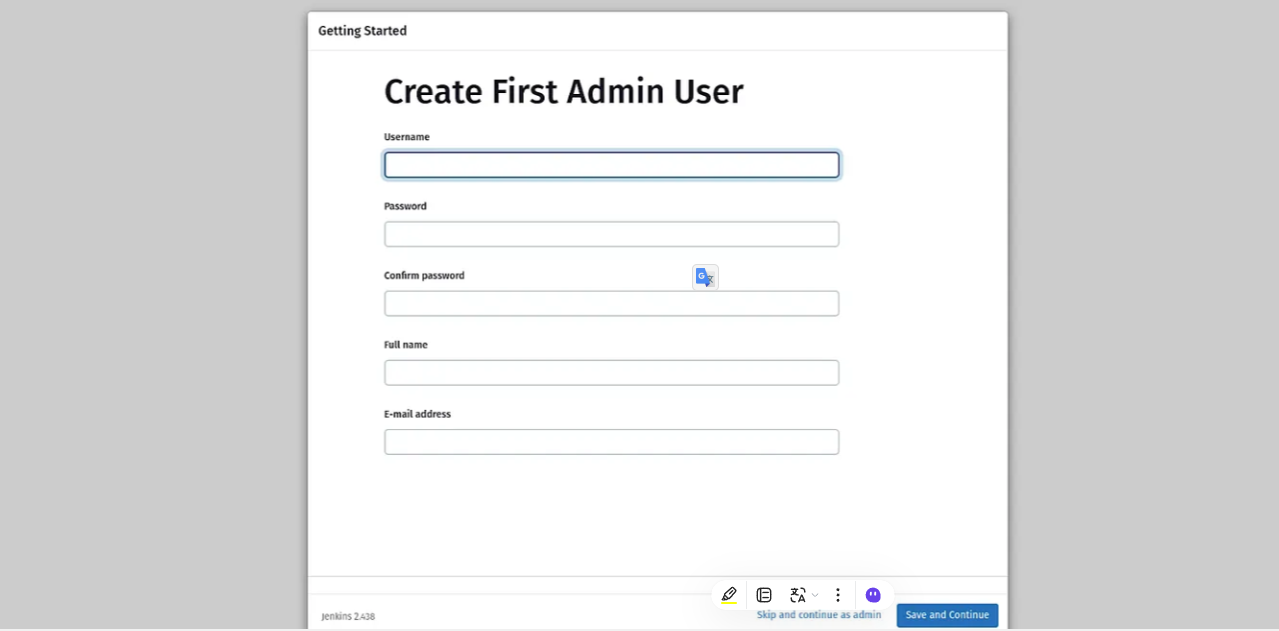 Getting Started
Create First Admin User
Username
Password
Confirm password
Full name
E-mail address
Jenkins 2.438
Skip and continue as admin
Save and Continue